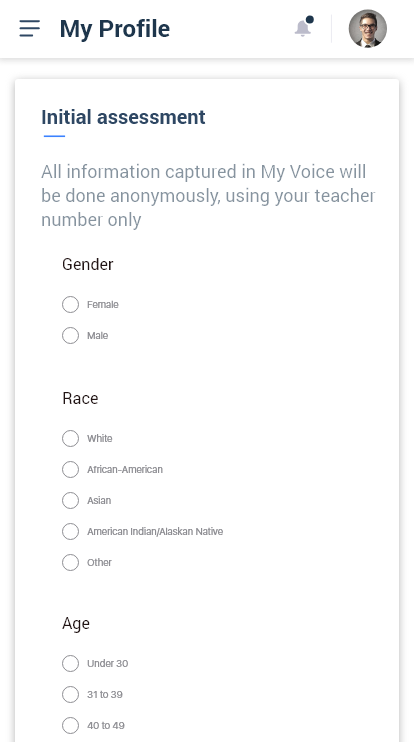 My Profile
Initial assessment
All information captured in My Voice will
be done anonymously, using your teacher
number only
Gender
Female
Male
Race
White
African-American
Asian
American Indian/Alaskan Native
Other
Age
Under 30
31 to 39
40 to 49